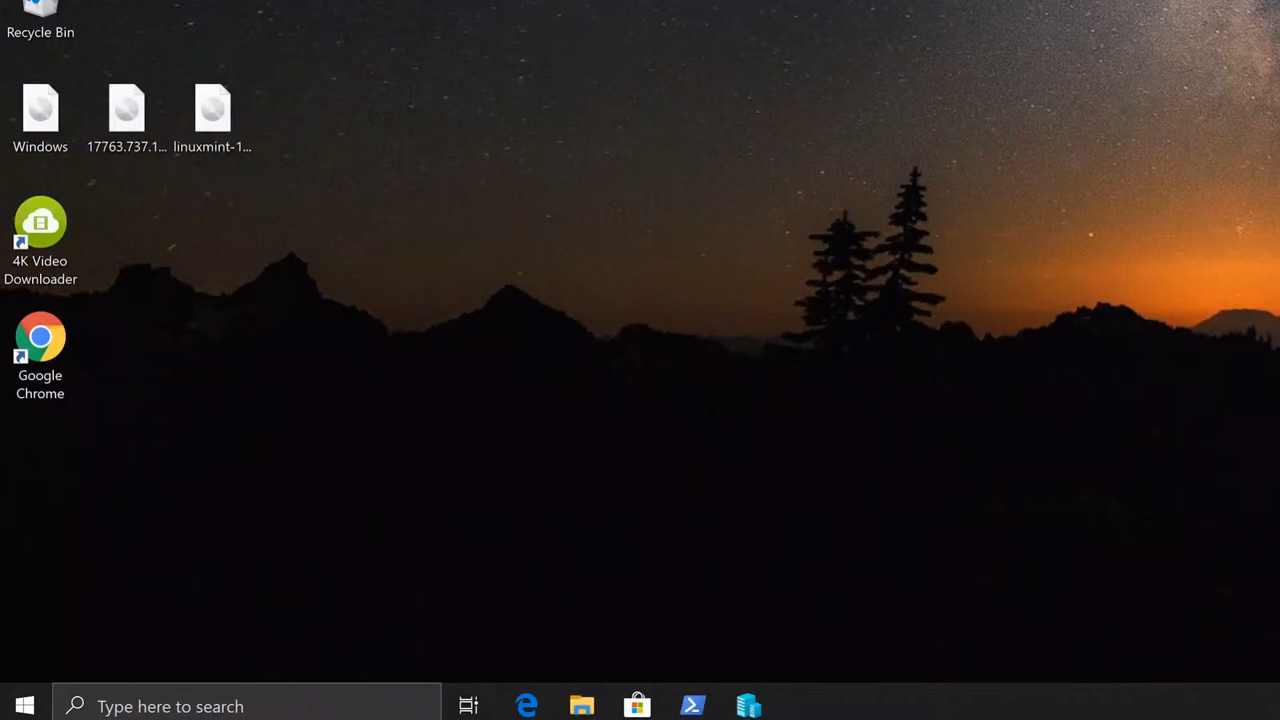 Recycle Bin
Windows
17763.737.1...
linuxmint-1...
4K Video
Downloader
Google
Chrome
Type here to search